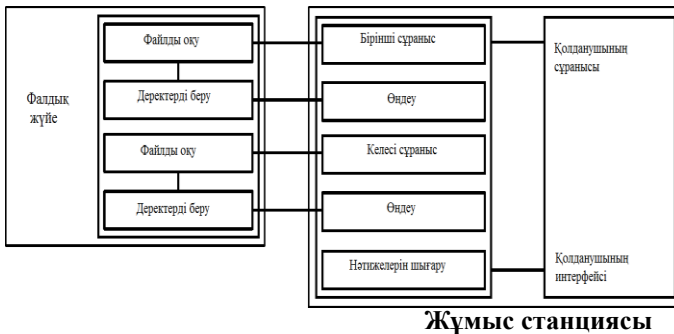 Фалдық
жүйе
Файлды оқу
Деректерді беру
Файлды оқу
Деректерді беру
Бірінші сұраныс
Өңдеу
Келесі сұраныс
Өңдеу
Нәтижелерін шығару
Қолданушының
сұранысы
Қолданушының
интерфейсі
Жұмыс станциясы